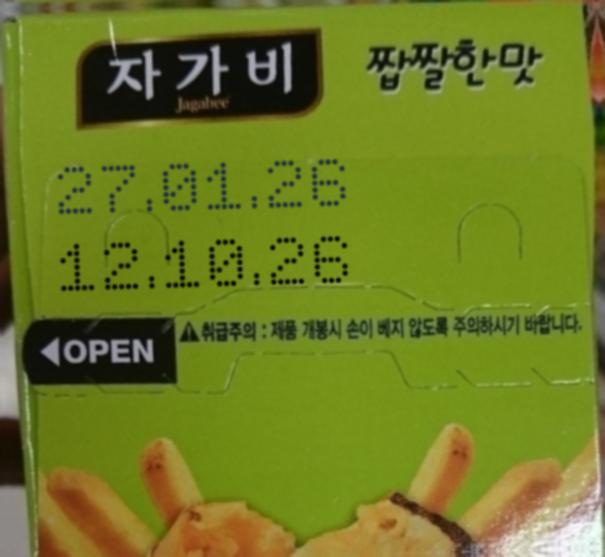 자가비
Jagabee
짭짤한맛
27.01.26
12.10.26
OPEN
취급주의 : 제품 개봉시 손이 베지 않도록 주의하시기 바랍니다.